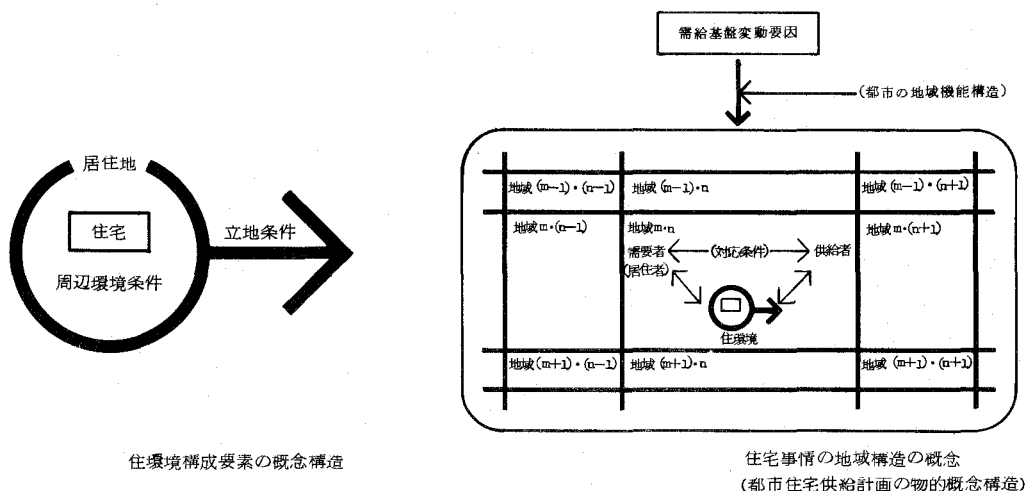 居住地
住宅
周辺環境条件
立地条件
住環境構成要素の概念構造
需給基盤変動要因
(都市の地域機能構造)
地域(m-1)・(n-1)
地域(m-1)・n
地域(m-1)・(n+1)
地域m・(n-1)
地域m・n
地域m・(n+1)
需要者
(対応条件)
供給者
(居住者)
住環境
地域(m+1)・(n-1)
地域(m+1)・n
地域(m+1)・(n+1)
住宅事情の地域構造の概念
(都市住宅供給計画の物的概念構造)